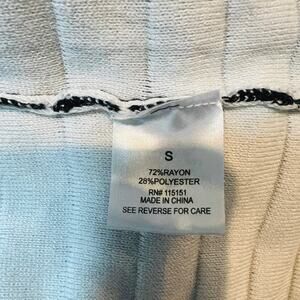 S
72%RAYON
28%POLYESTER
RN# 115151
MADE IN CHINA
SEE REVERSE FOR CARE